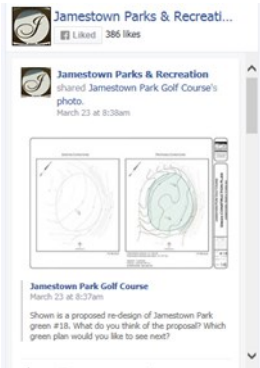 Jamestown Parks & Recreati...
Liked 386 likes
Jamestown Parks & Recreation
shared Jamestown Park Golf Course's
photo.
March 23 at 8:38am
Jamestown Park Golf Course
March 23 at 8:37am
Shown is a proposed re-design of Jamestown Park
green #18. What do you think of the proposal? Which
green plan would you like to see next?